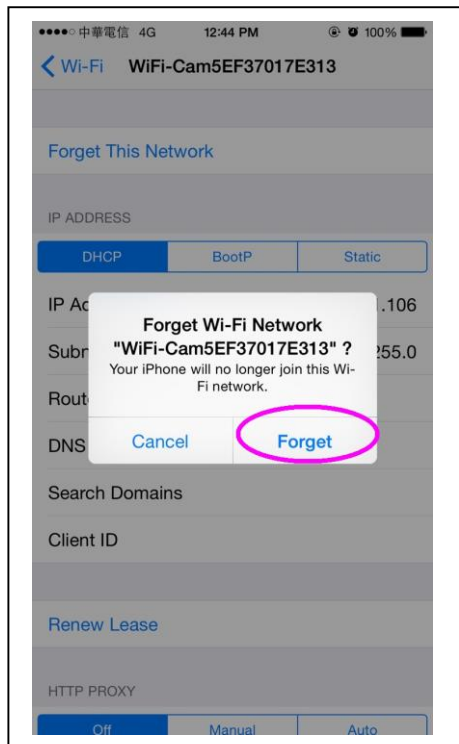 中華電信 4G 12:44 PM 100%
Wi-Fi WiFi-Cam5EF37017E313
Forget This Network
IP ADDRESS
DHCP BootP Static
IP Ad .106
Forget Wi-Fi Network
"WiFi-Cam5EF37017E313" ?
Subn 255.0
Your iPhone will no longer join this Wi-
Fi network.
Rout
DNS
Cancel Forget
Search Domains
Client ID
Renew Lease
HTTP PROXY
Off Manual Auto